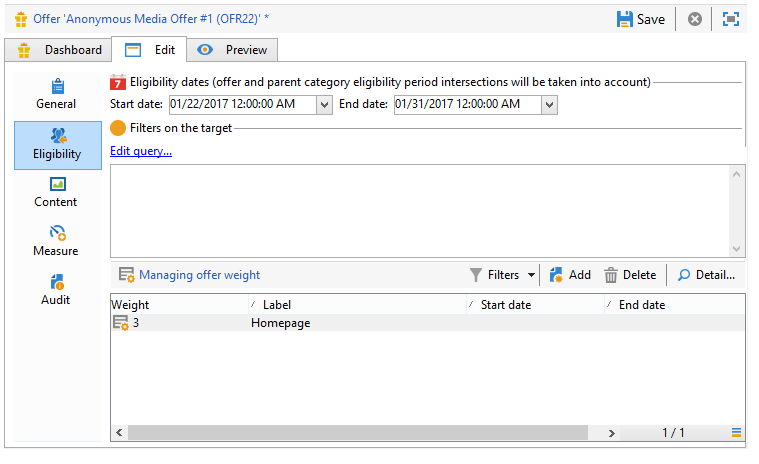 Offer 'Anonymous Media Offer #1 (OFR22)' * Save
Dashboard Edit Preview
General
Eligibility
Content
Measure
Audit
7 Eligibility dates (offer and parent category eligibility period intersections will be taken into account)
Start date: 01/22/2017 12:00:00 AM End date: 01/31/2017 12:00:00 AM
Filters on the target
Edit query...
Managing offer weight Filters Add Delete Detail...
Weight Label Start date End date
3 Homepage
1 / 1